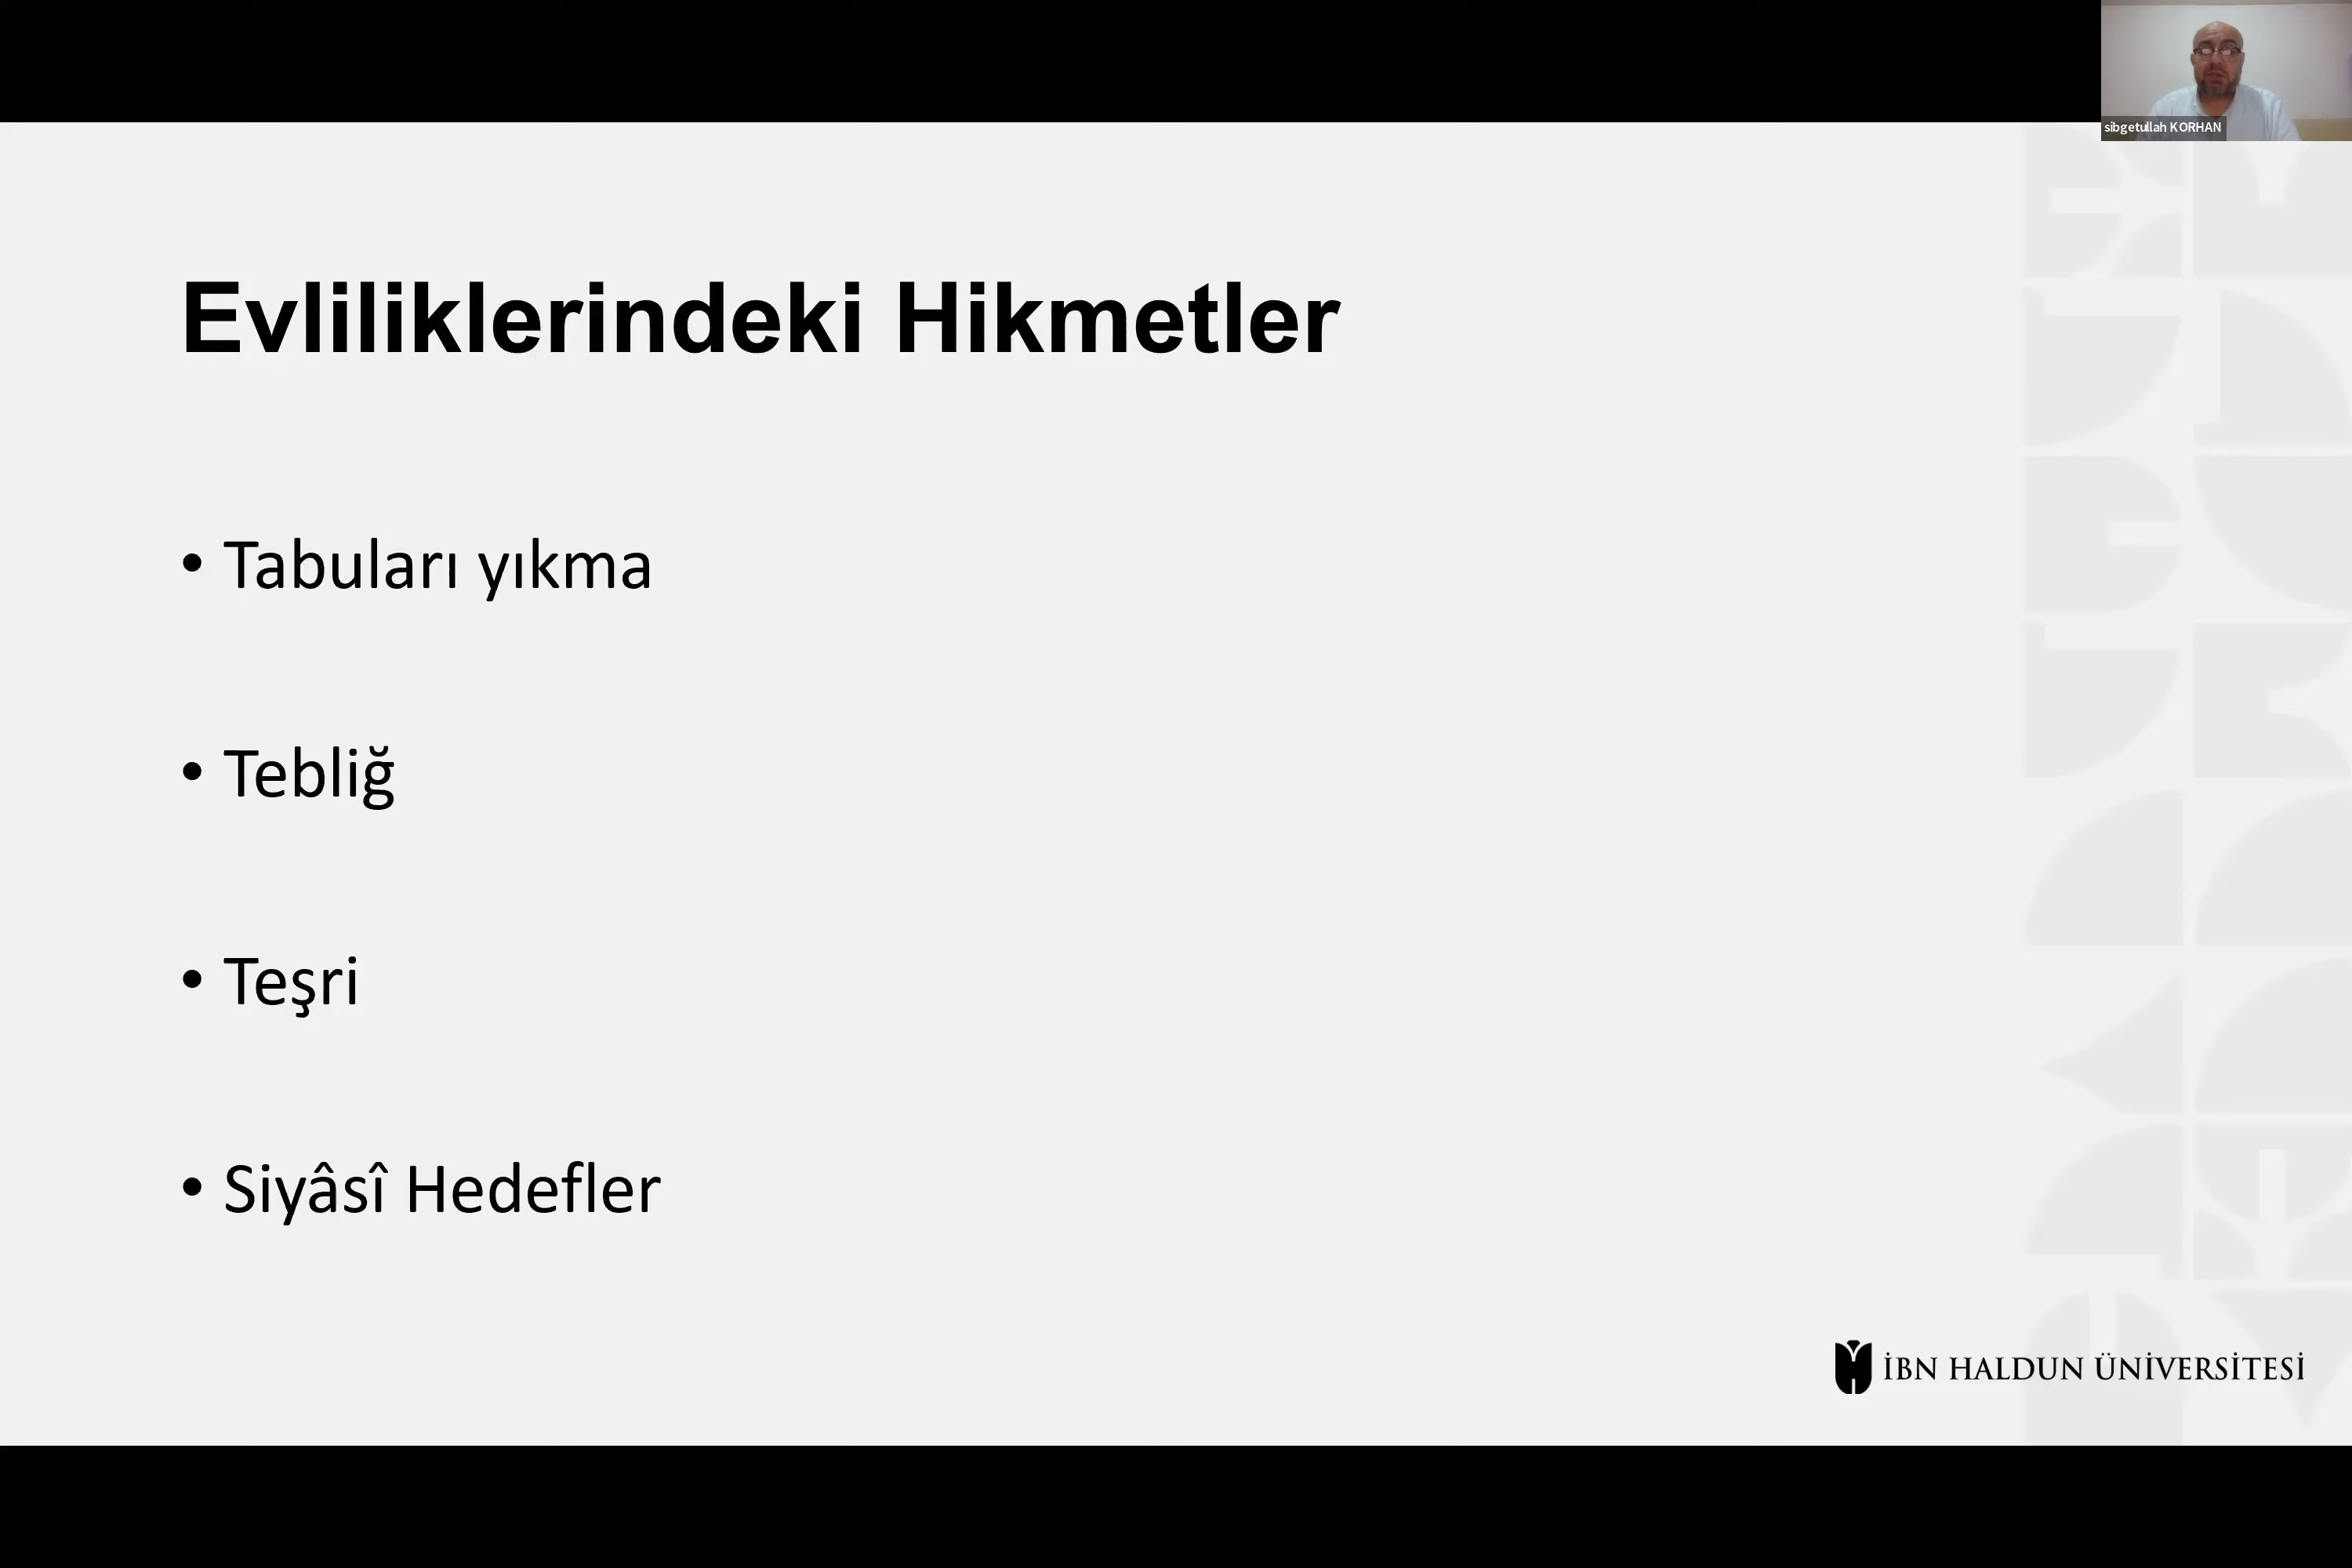 sibgetullah KORHAN
Evliliklerindeki Hikmetler
• Tabuları yıkma
• Tebliğ
• Teşri
• Siyâsî Hedefler
İBN HALDUN ÜNİVERSİTESİ